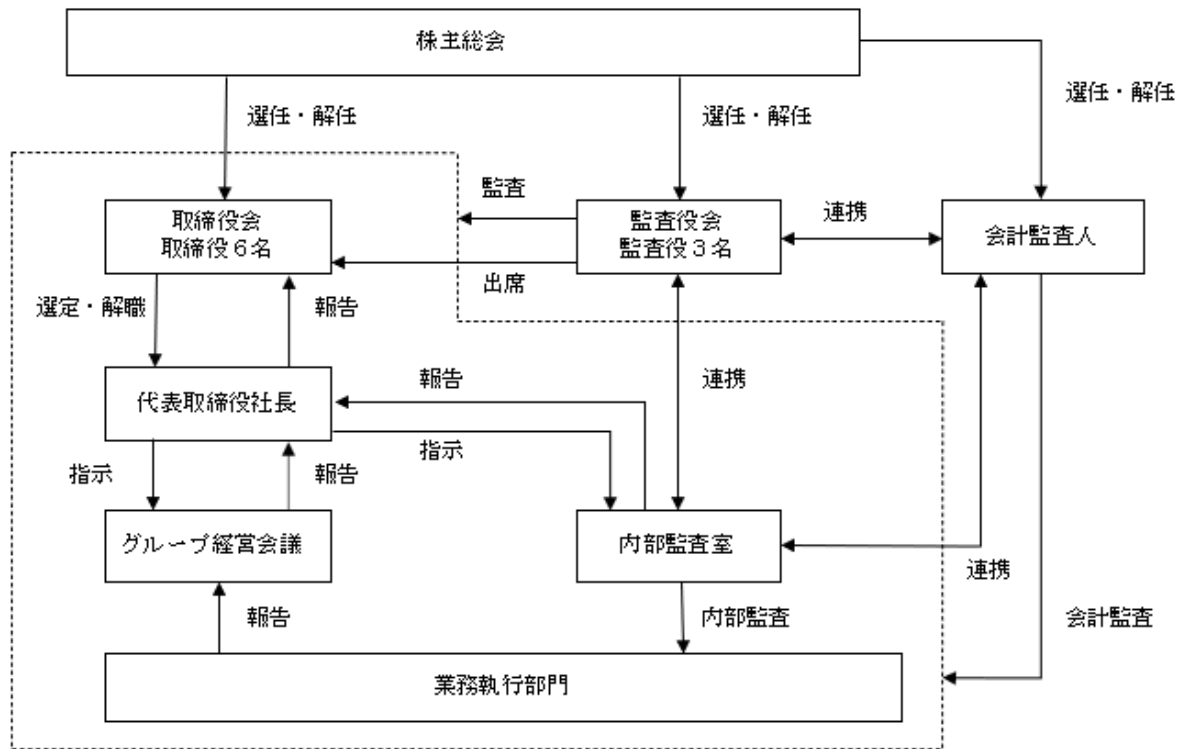 株主総会
選任・解任
選任・解任
選任・解任
監査
取締役会
取締役６名
監査役会
監査役３名
連携
会計監査人
出席
選定・解職
報告
代表取締役社長
報告
連携
指示
指示
報告
グループ経営会議
内部監査室
連携
報告
内部監査
会計監査
業務執行部門